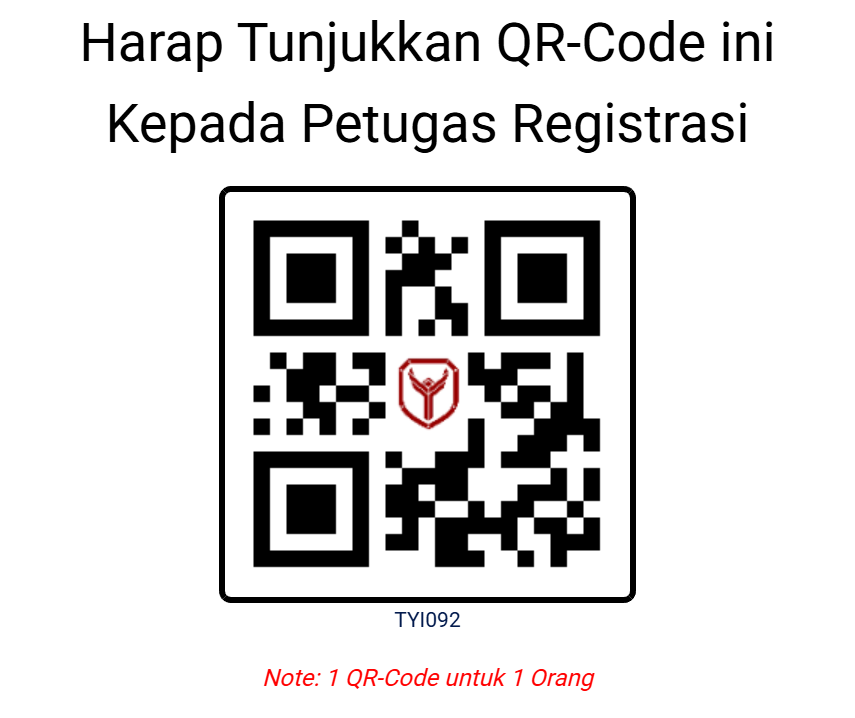 Harap Tunjukkan QR-Code ini
Kepada Petugas Registrasi
TYI092
Note: 1 QR-Code untuk 1 Orang